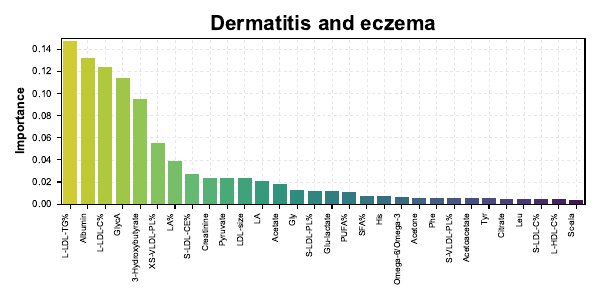 Dermatitis and eczema
Importance
0.14
0.12
0.10
0.08
0.06
0.04
0.02
0.00
L-LDL-TG%
Albumin
L-LDL-C%
GlycA
3-Hydroxybutyrate
XS-VLDL-PL%
LA%
S-LDL-CE%
Creatinine
Pyruvate
LDL-size
LA
Acetate
Gly
S-LDL-PL%
Glu-lactate
PUFA%
SFA%
His
Omega-6/Omega-3
Acetone
Phe
S-VLDL-PL%
Acetoacetate
Tyr
Citrate
Leu
S-LDL-C%
L-HDL-C%